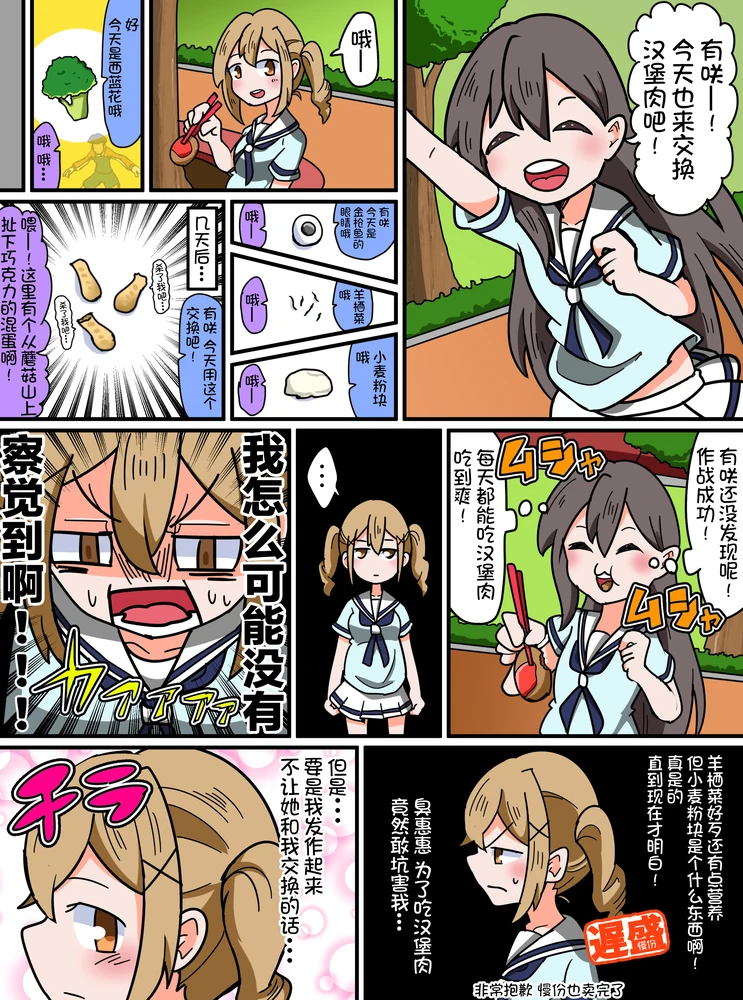 有咲ー！
今天也来交换
汉堡肉吧！
哦ー
好
今天是西蓝花哦
哦哦…
有咲
今天是
金枪鱼的
眼睛哦
哦ー
羊栖菜
哦
哦ー
小麦粉块
哦
哦ー
几天后…
有咲 今天用这个
交换吧！
杀了我吧…
杀了我吧…
喂ー！这里有个从蘑菇山上
扯下巧克力的混蛋啊！
有咲还没发现呢！
作战成功！
每天都能吃汉堡肉
吃到爽！
ムシャ
ムシャ
…
我怎么可能没有
察觉到啊！！！
カァァァァ
羊栖菜好歹还有点营养
但小麦粉块是个什么东西啊！
真是的
直到现在才明白！
臭惠惠 为了吃汉堡肉
竟然敢坑害我…
遅盛
慢份
非常抱歉 慢份也卖完了
但是…
要是我发作起来
不让她和我交换的话…
チラ